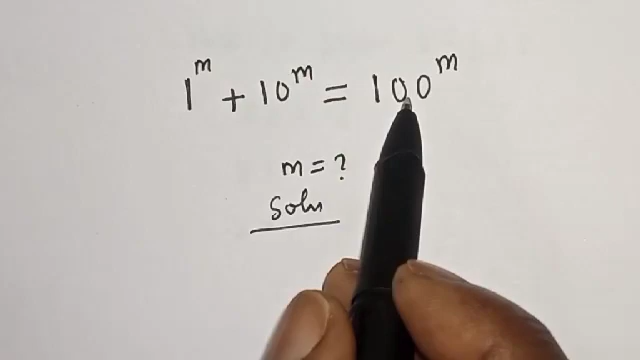 1^m + 10^m = 100^m
m = ?
Soln